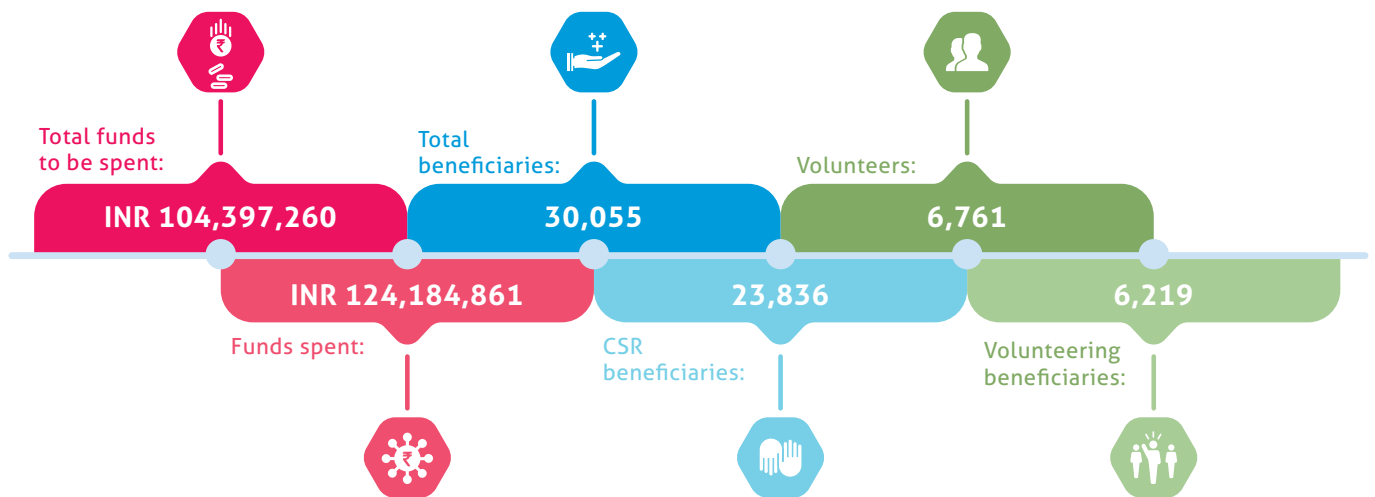 Total funds
to be spent:
INR 104,397,260
Total
beneficiaries:
30,055
Volunteers:
6,761
INR 124,184,861
Funds spent:
23,836
CSR
beneficiaries:
6,219
Volunteering
beneficiaries: